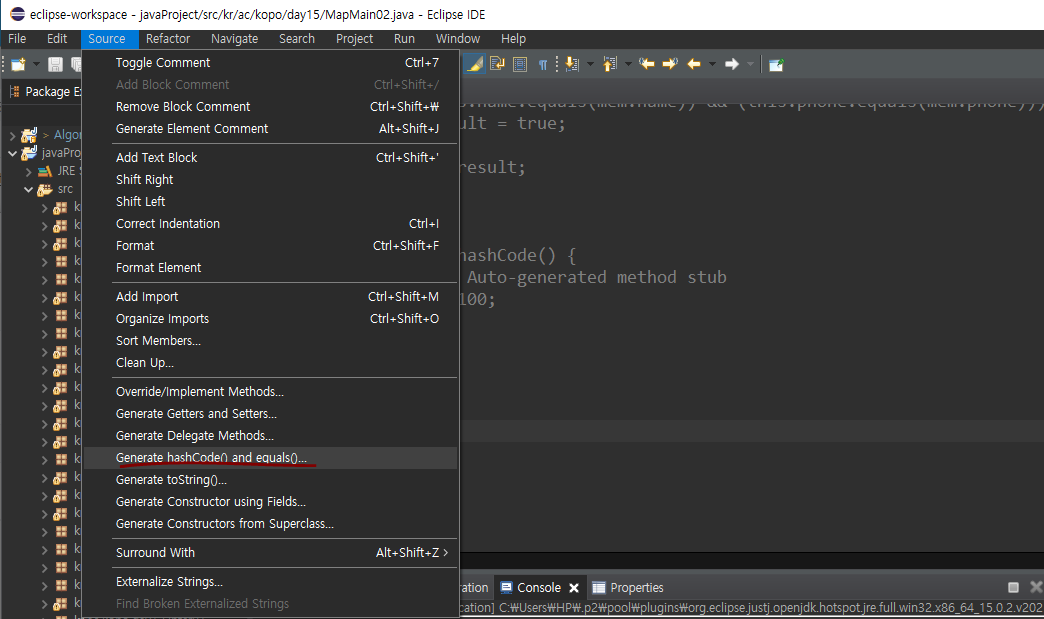 eclipse-workspace - javaProject/src/kr/ac/kopo/day15/MapMain02.java - Eclipse IDE
File Edit Source Refactor Navigate Search Project Run Window Help
Toggle Comment Ctrl+7
Add Block Comment Ctrl+Shift+/
Remove Block Comment Ctrl+Shift+₩
Generate Element Comment Alt+Shift+J
Add Text Block Ctrl+Shift+'
Shift Right
Shift Left
Correct Indentation Ctrl+I
Format Ctrl+Shift+F
Format Element
Add Import Ctrl+Shift+M
Organize Imports Ctrl+Shift+O
Sort Members...
Clean Up...
Override/Implement Methods...
Generate Getters and Setters...
Generate Delegate Methods...
Generate hashCode() and equals()...
Generate toString()...
Generate Constructor using Fields...
Generate Constructors from Superclass...
Surround With Alt+Shift+Z >
Externalize Strings...
Find Broken Externalized Strings
Package E
> Algo
javaPro
JRE
src
.name.equals(mem.name)) && (this.phone.equals(mem.phone)))
ult = true;
result;
hashCode() {
Auto-generated method stub
100;
ration Console Properties
cation] C:₩Users₩HP₩.p2₩pool₩plugins₩org.eclipse.justj.openjdk.hotspot.jre.full.win32.x86_64_15.0.2.v202